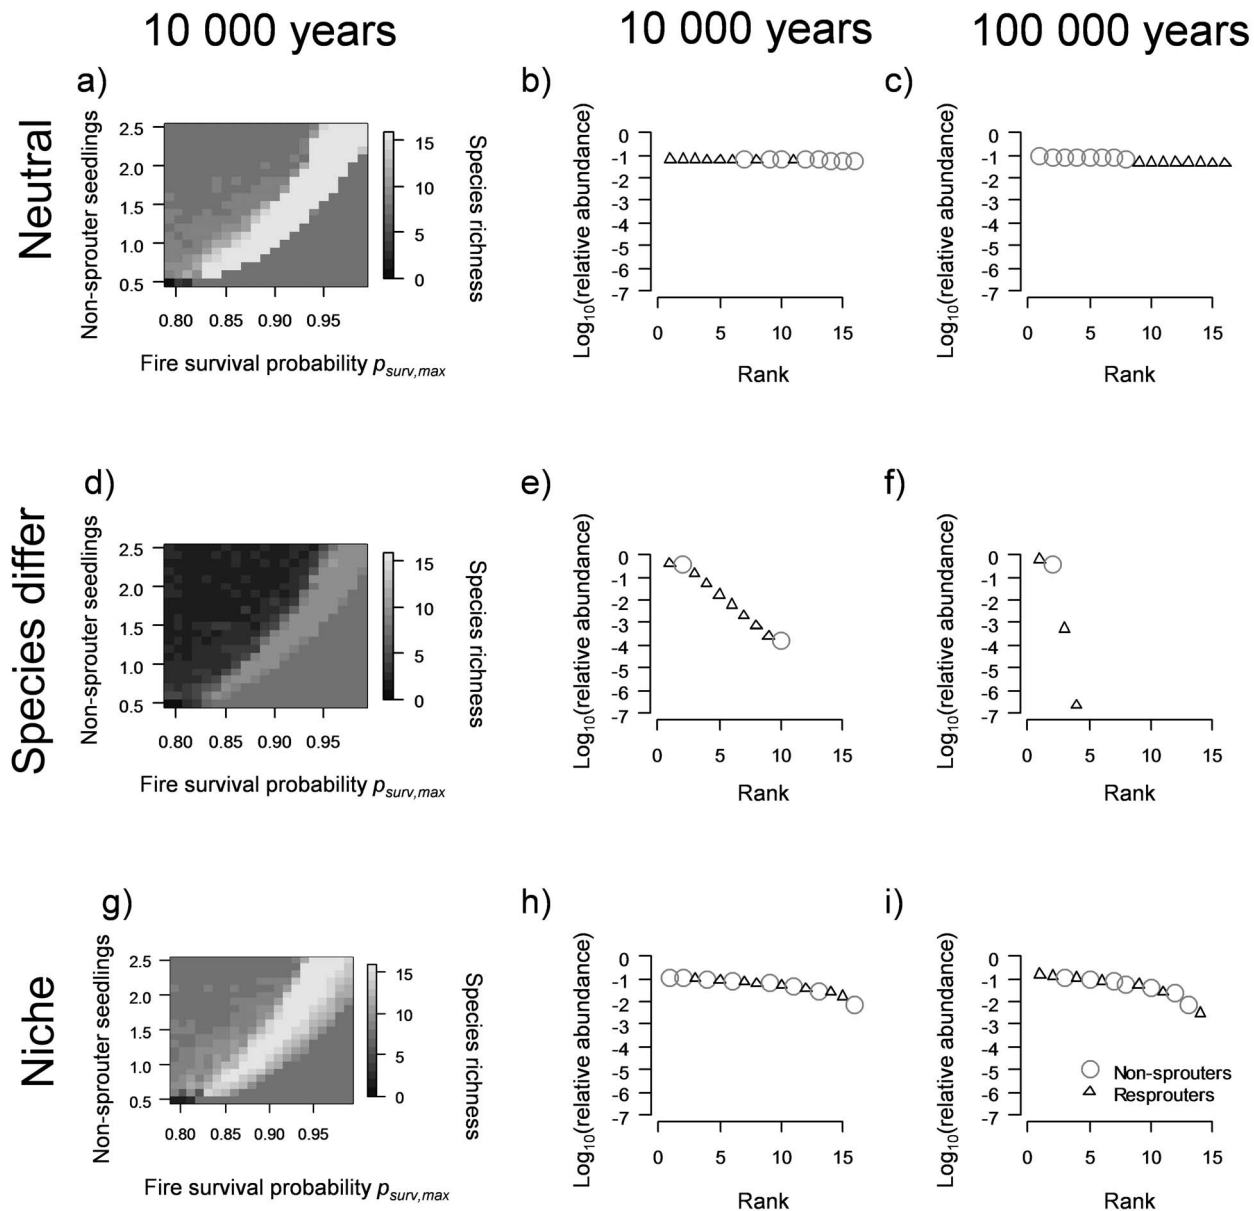 10 000 years
10 000 years
100 000 years
Neutral
a)
Non-sprouter seedlings
2.5
2.0
1.5
1.0
0.5
0.80 0.85 0.90 0.95
Fire survival probability p_surv,max
15
10
5
0
Species richness
b)
Log10(relative abundance)
0
-1
-2
-3
-4
-5
-6
-7
0 5 10 15
Rank
c)
Log10(relative abundance)
0
-1
-2
-3
-4
-5
-6
-7
0 5 10 15
Rank
Species differ
d)
Non-sprouter seedlings
2.5
2.0
1.5
1.0
0.5
0.80 0.85 0.90 0.95
Fire survival probability p_surv,max
15
10
5
0
Species richness
e)
Log10(relative abundance)
0
-1
-2
-3
-4
-5
-6
-7
0 5 10 15
Rank
f)
Log10(relative abundance)
0
-1
-2
-3
-4
-5
-6
-7
0 5 10 15
Rank
Niche
g)
Non-sprouter seedlings
2.5
2.0
1.5
1.0
0.5
0.80 0.85 0.90 0.95
Fire survival probability p_surv,max
15
10
5
0
Species richness
h)
Log10(relative abundance)
0
-1
-2
-3
-4
-5
-6
-7
0 5 10 15
Rank
i)
Log10(relative abundance)
0
-1
-2
-3
-4
-5
-6
-7
0 5 10 15
Rank
Non-sprouters
Resprouters